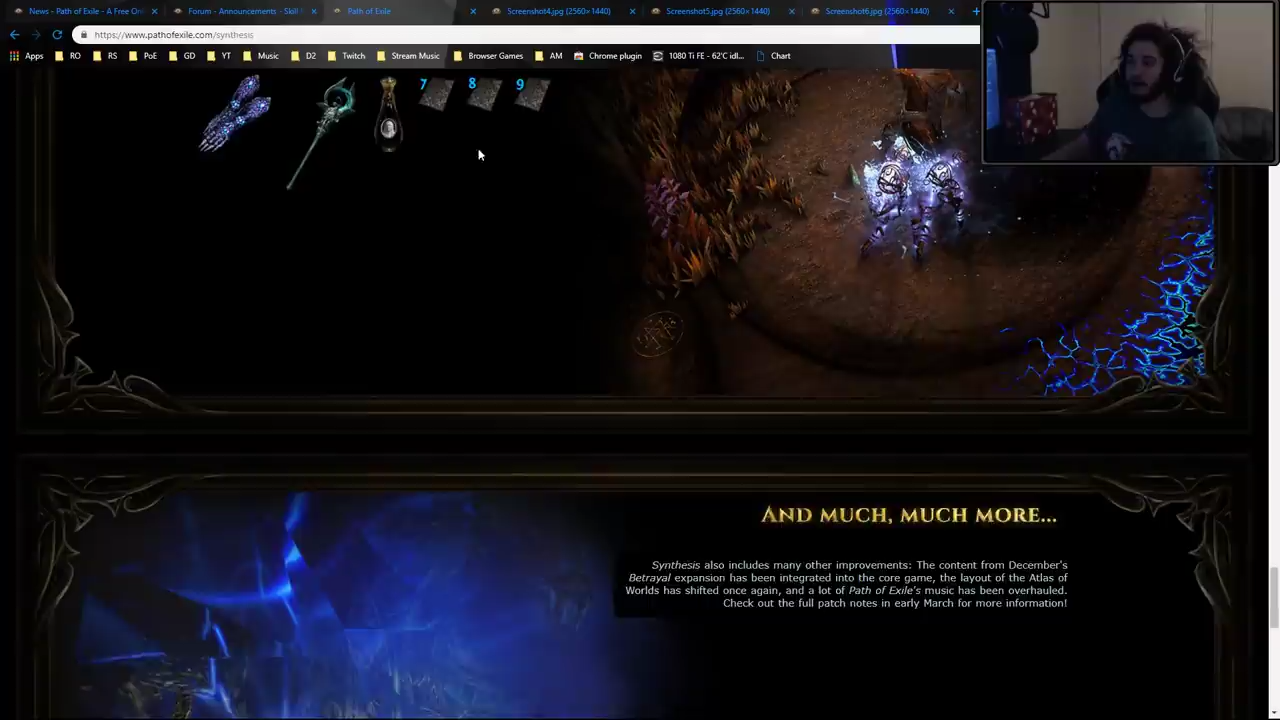 News - Path of Exile - A Free On
Forum - Announcements - Skill
Path of Exile
Screenshot4.jpg (2560×1440)
Screenshot5.jpg (2560×1440)
Screenshot6.jpg (2560×1440)
https://www.pathofexile.com/synthesis
Apps RO RS PoE GD YT Music D2 Twitch Stream Music Browser Games AM Chrome plugin 1080 Ti FE - 62°C idl... Chart
7 8 9
AND MUCH, MUCH MORE...
Synthesis also includes many other improvements: The content from December's
Betrayal expansion has been integrated into the core game, the layout of the Atlas of
Worlds has shifted once again, and a lot of Path of Exile's music has been overhauled.
Check out the full patch notes in early March for more information!